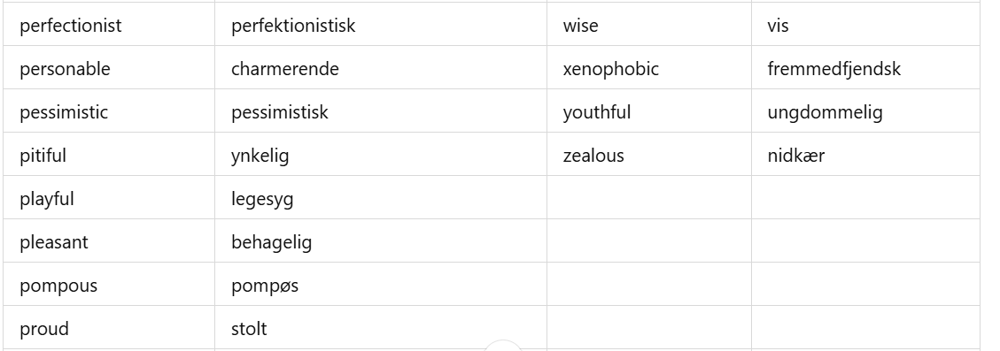 perfectionist perfektionistisk wise vis
personable charmerende xenophobic fremmedfjendsk
pessimistic pessimistisk youthful ungdommelig
pitiful ynkelig zealous nidkær
playful legesyg
pleasant behagelig
pompous pompøs
proud stolt